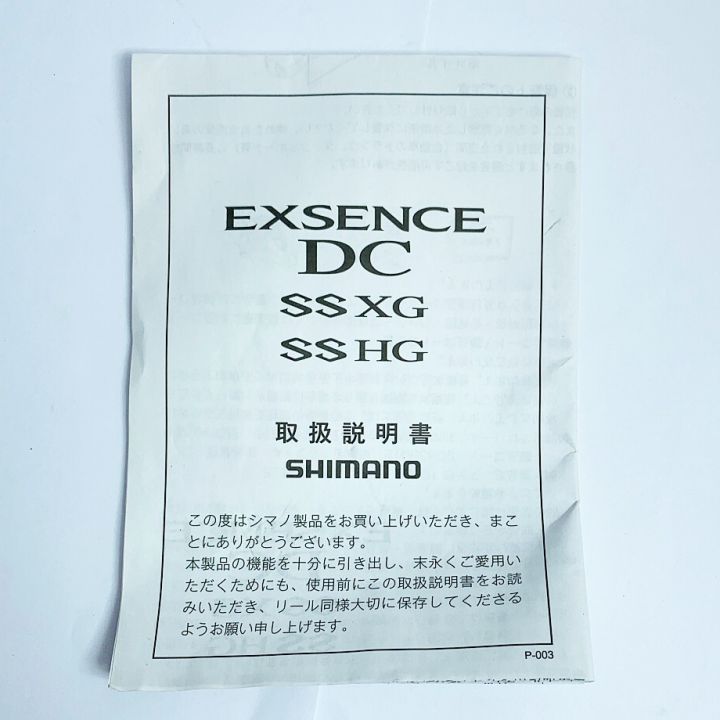 EXSENCE
DC
SS XG
SS HG
取扱説明書
SHIMANO
この度はシマノ製品をお買い上げいただき、まこ
とにありがとうございます。
本製品の機能を十分に引き出し、末永くご愛用い
ただくためにも、使用前にこの取扱説明書をお読
みいただき、リール同様大切に保存してくださる
ようお願い申し上げます。
P-003